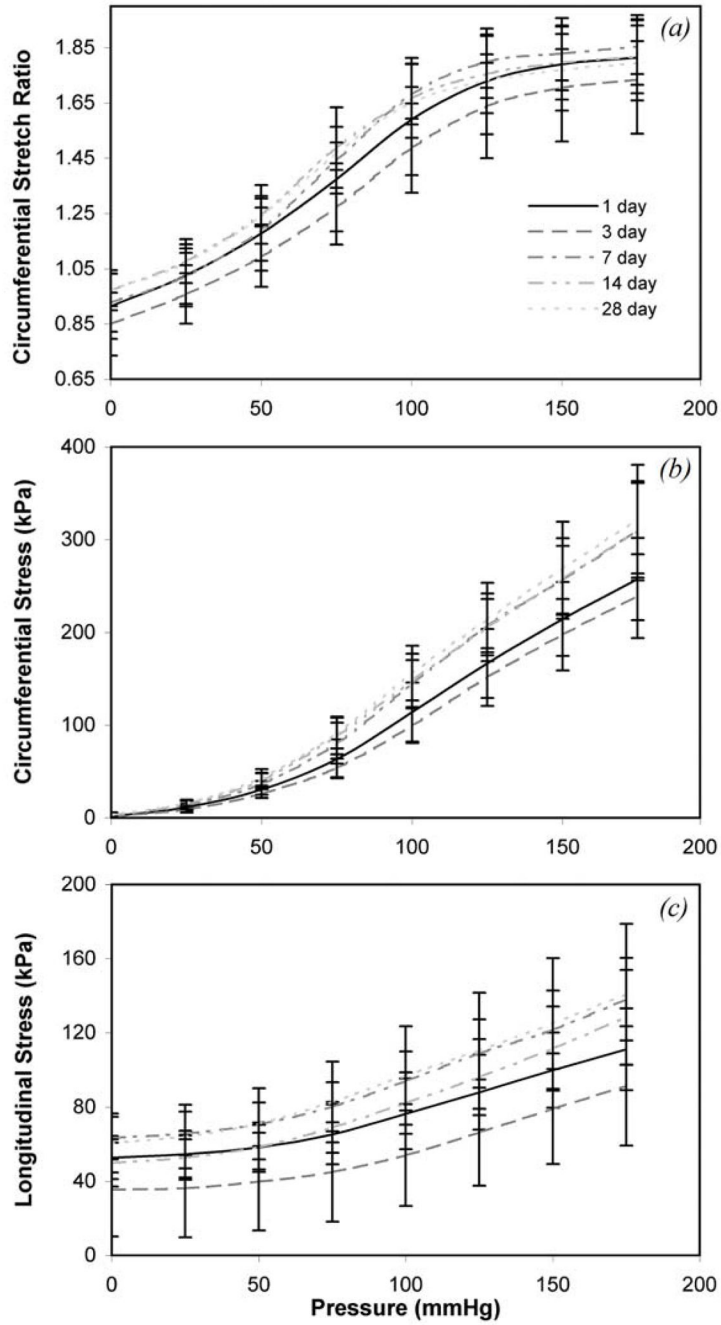 (a)
Circumferential Stretch Ratio
1.85
1.65
1.45
1.25
1.05
0.85
0.65
1 day
3 day
7 day
14 day
28 day
0 50 100 150 200
(b)
Circumferential Stress (kPa)
400
300
200
100
0
0 50 100 150 200
(c)
Longitudinal Stress (kPa)
200
160
120
80
40
0
0 50 100 150 200
Pressure (mmHg)